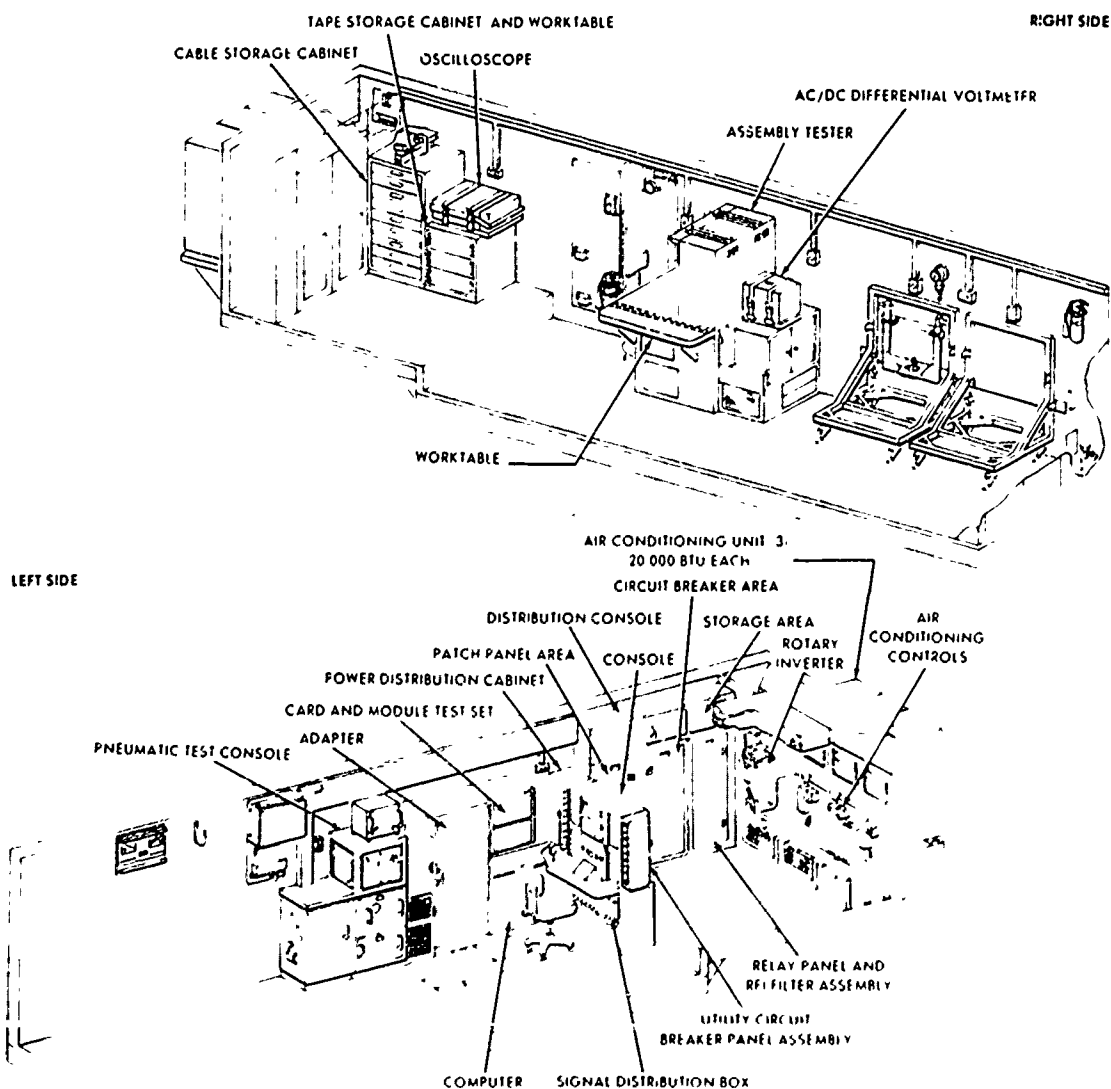 TAPE STORAGE CABINET AND WORKTABLE
RIGHT SIDE
CABLE STORAGE CABINET
OSCILLOSCOPE
AC/DC DIFFERENTIAL VOLTMETER
ASSEMBLY TESTER
WORKTABLE
AIR CONDITIONING UNIT 3
20 000 BTU EACH
LEFT SIDE
CIRCUIT BREAKER AREA
DISTRIBUTION CONSOLE
STORAGE AREA
AIR
CONDITIONING
CONTROLS
PATCH PANEL AREA
CONSOLE
ROTARY
INVERTER
POWER DISTRIBUTION CABINET
CARD AND MODULE TEST SET
PNEUMATIC TEST CONSOLE
ADAPTER
RELAY PANEL AND
RFI FILTER ASSEMBLY
UTILITY CIRCUIT
BREAKER PANEL ASSEMBLY
COMPUTER
SIGNAL DISTRIBUTION BOX